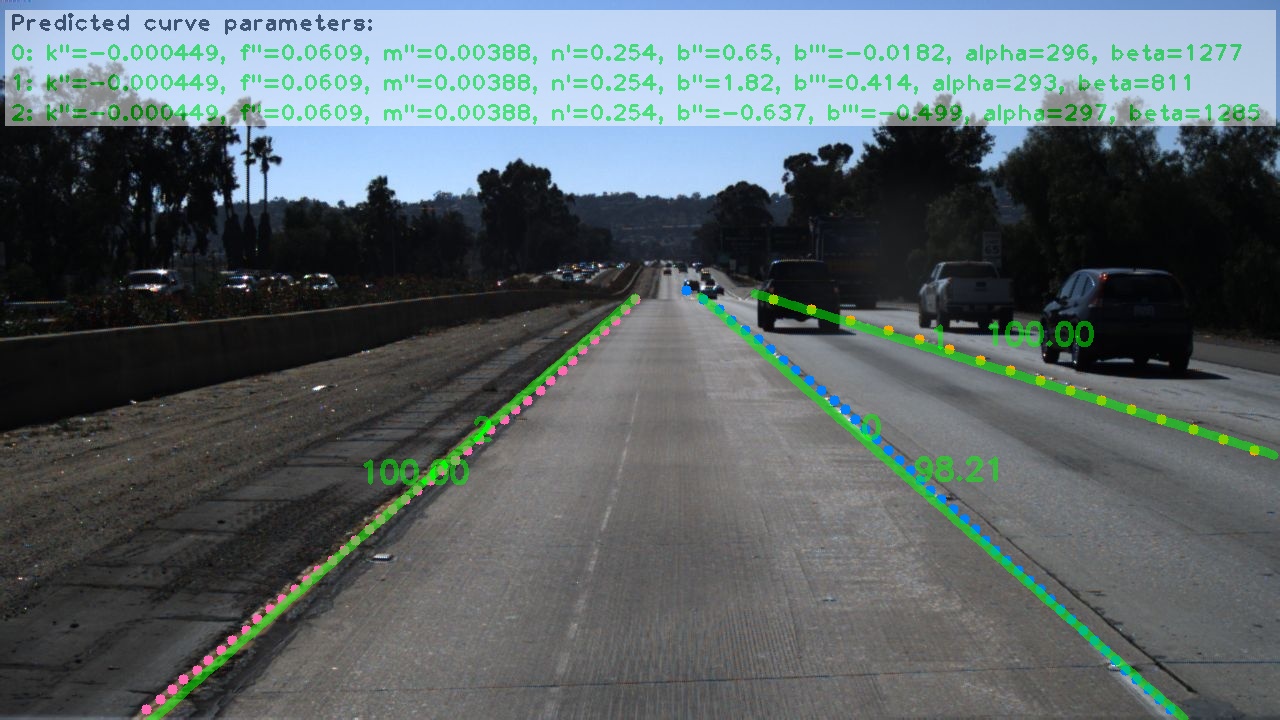 Predicted curve parameters:
0: k"=-0.000449, f"=0.0609, m"=0.00388, n'=0.254, b"=0.65, b'"=-0.0182, alpha=296, beta=1277
1: k"=-0.000449, f"=0.0609, m"=0.00388, n'=0.254, b"=1.82, b'"=0.414, alpha=293, beta=811
2: k"=-0.000449, f"=0.0609, m"=0.00388, n'=0.254, b"=-0.637, b'"=-0.499, alpha=297, beta=1285
1
100.00
2
0
100.00
98.21